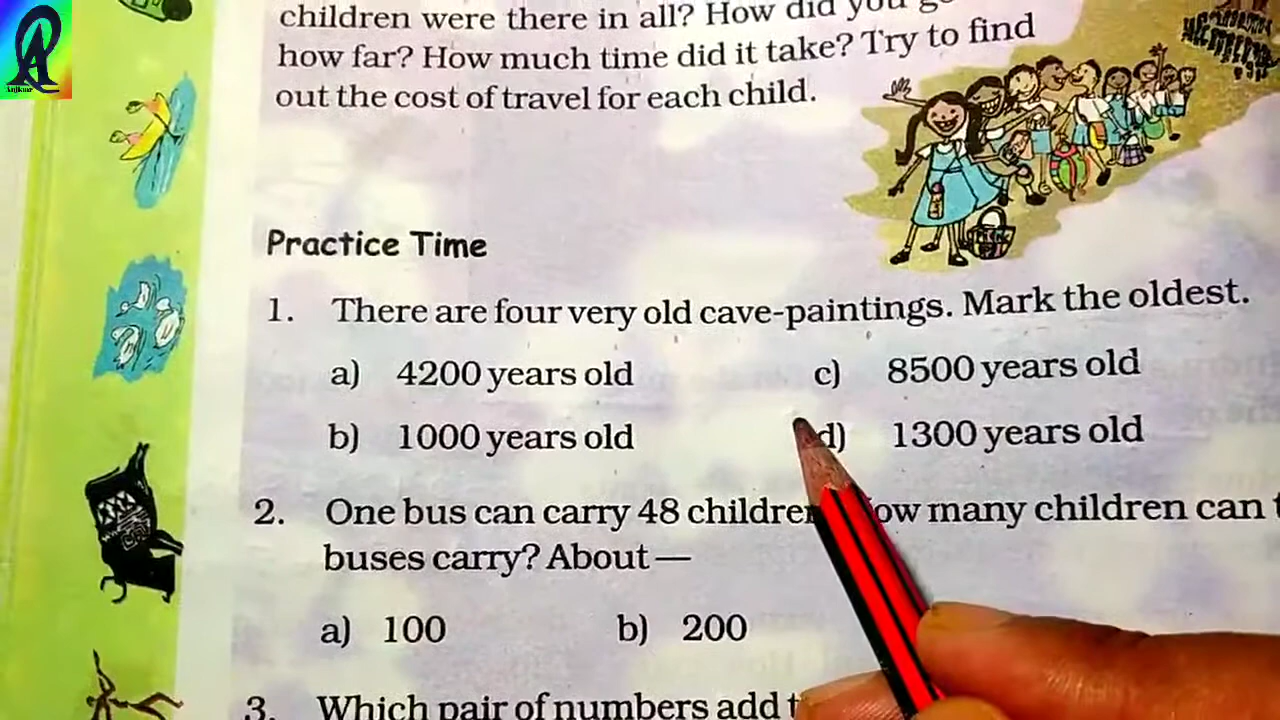 children were there in all? How did you
how far? How much time did it take? Try to find
out the cost of travel for each child.
Practice Time
1. There are four very old cave-paintings. Mark the oldest.
a) 4200 years old c) 8500 years old
b) 1000 years old d) 1300 years old
2. One bus can carry 48 children. How many children can
buses carry? About —
a) 100 b) 200
3. Which pair of numbers add